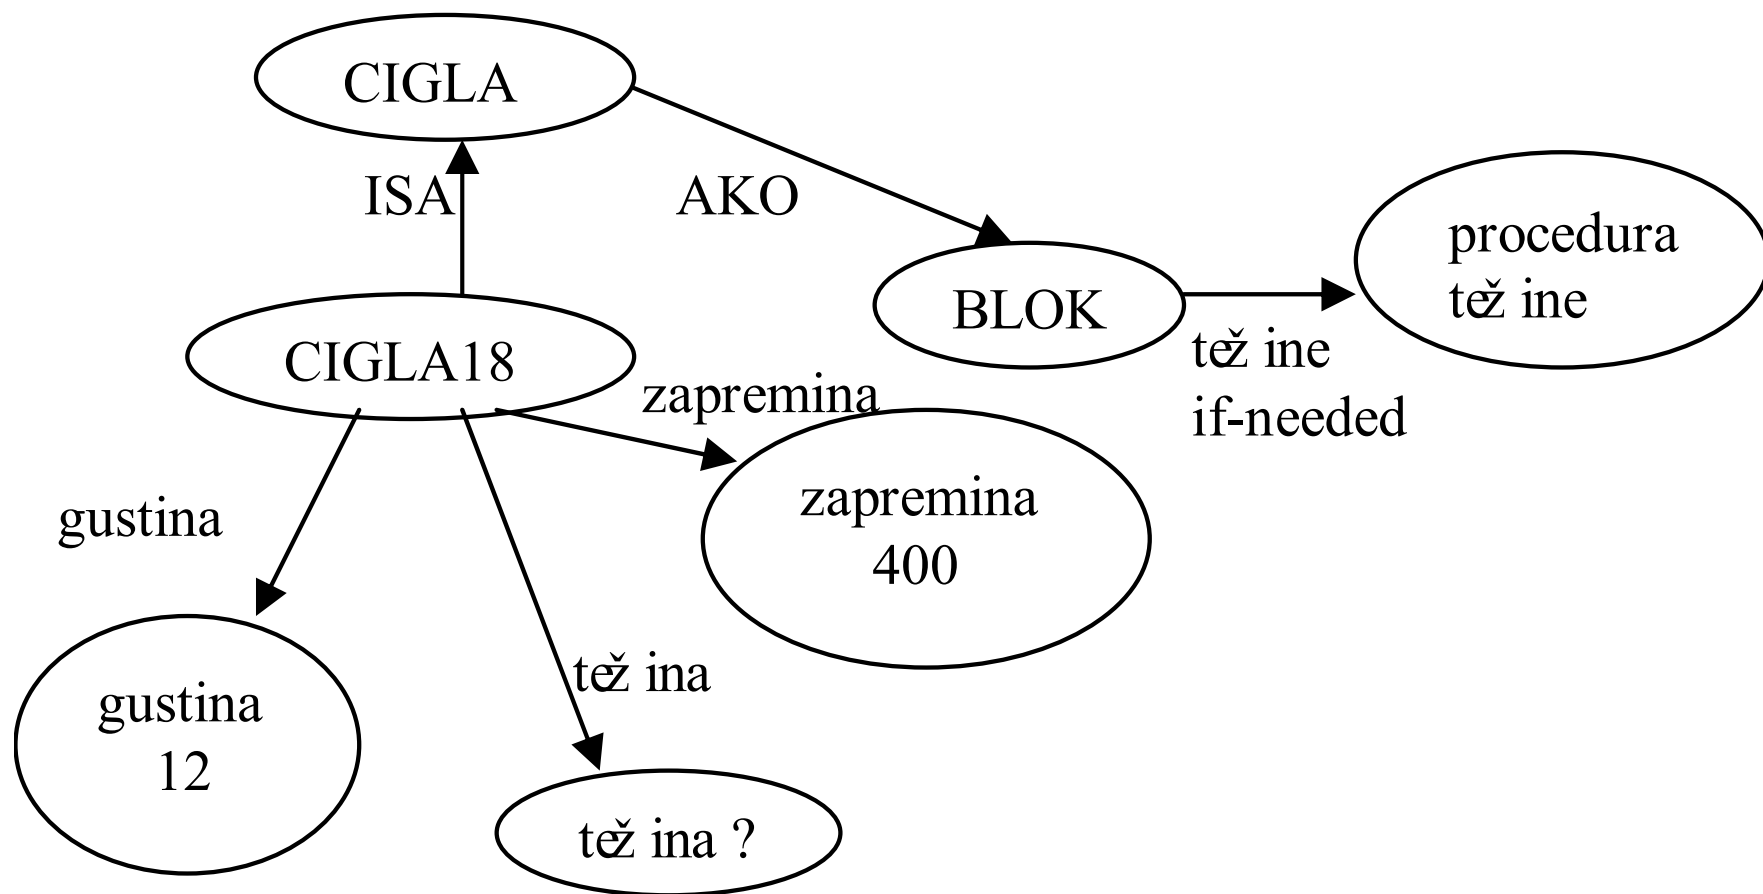 CIGLA
ISA
AKO
procedura
težine
BLOK
CIGLA18
težine
if-needed
zapremina
zapremina
400
gustina
težina
gustina
12
težina ?